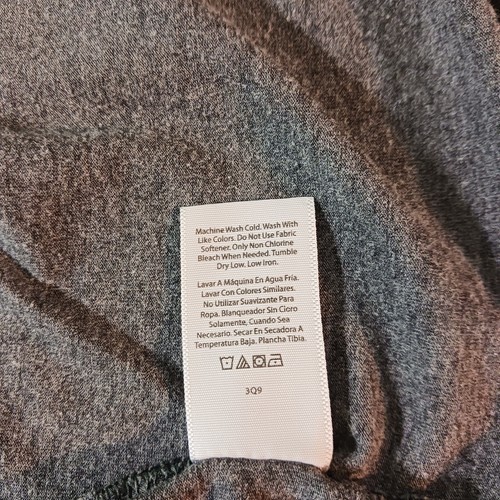 Machine Wash Cold. Wash With
Like Colors. Do Not Use Fabric
Softener. Only Non Chlorine
Bleach When Needed. Tumble
Dry Low. Low Iron.
Lavar A Máquina En Agua Fría.
Lavar Con Colores Similares.
No Utilizar Suavizante Para
Ropa. Blanqueador Sin Cloro
Solamente, Cuando Sea
Necesario. Secar En Secadora A
Temperatura Baja. Plancha Tibia.
3Q9